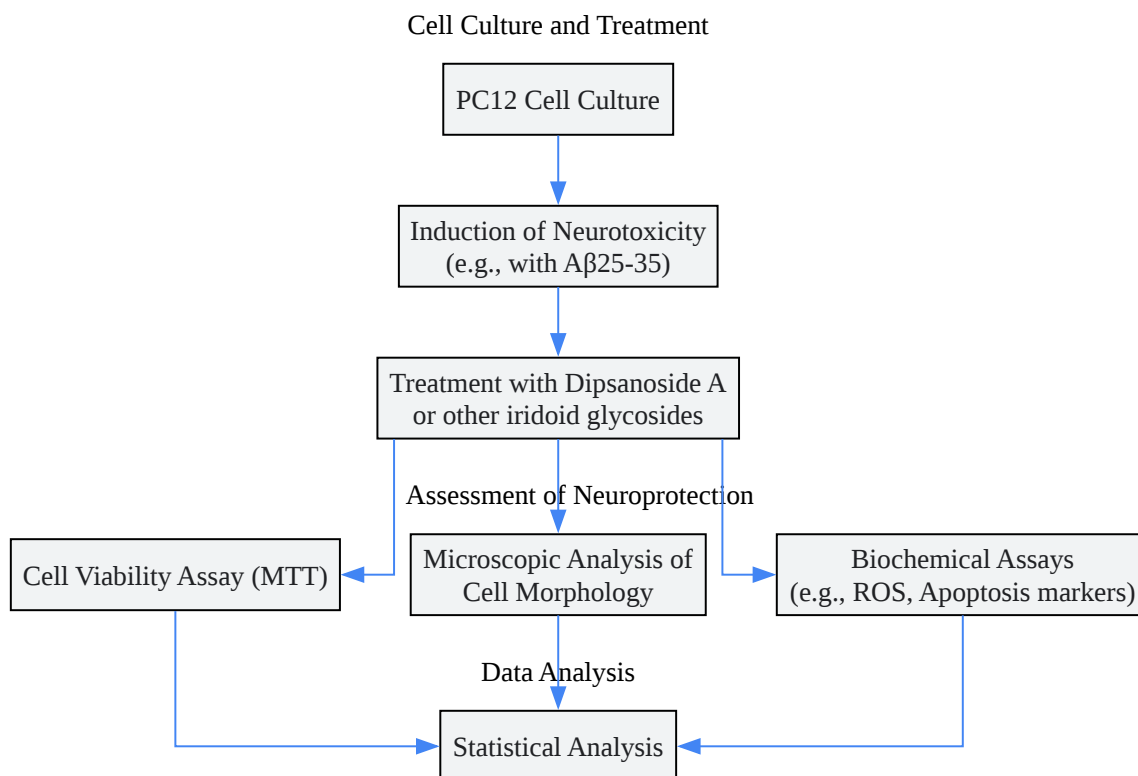 Cell Culture and Treatment
PC12 Cell Culture
Induction of Neurotoxicity
(e.g., with Aβ25-35)
Treatment with Dipsanoside A
or other iridoid glycosides
Assessment of Neuroprotection
Cell Viability Assay (MTT)
Microscopic Analysis of
Cell Morphology
Biochemical Assays
(e.g., ROS, Apoptosis markers)
Data Analysis
Statistical Analysis